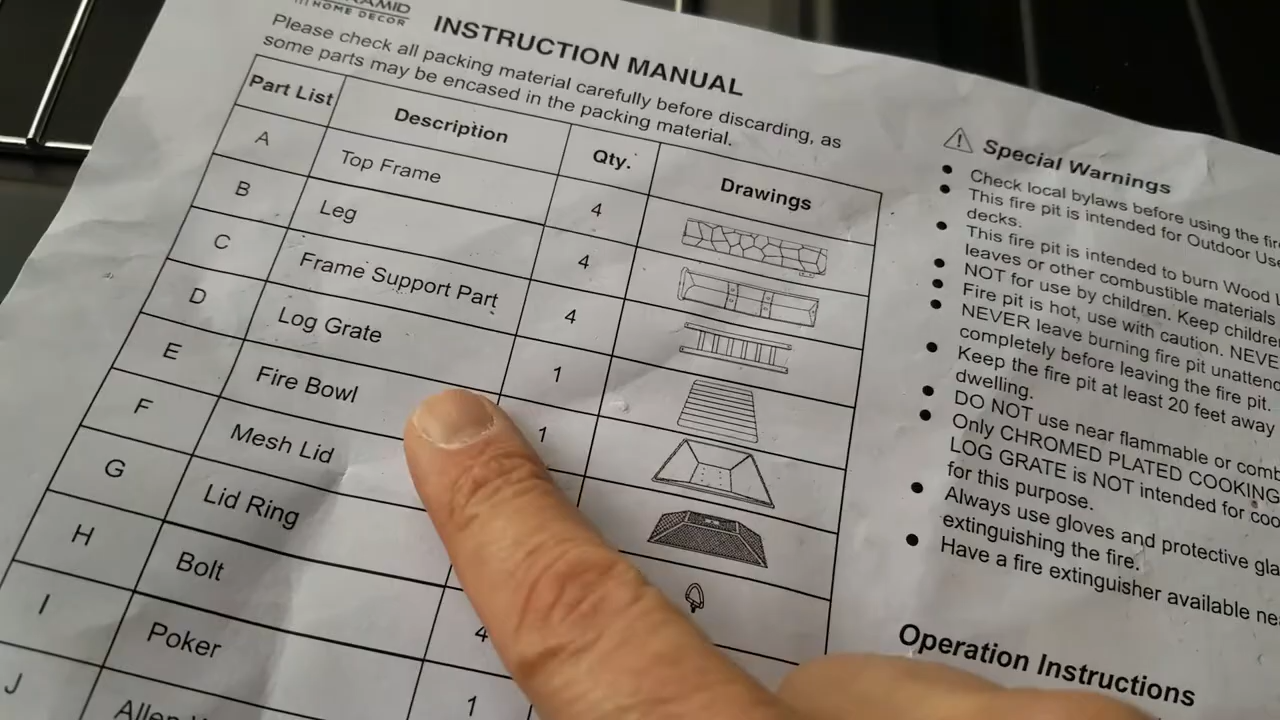 HOME DECOR
INSTRUCTION MANUAL
Please check all packing material carefully before discarding, as
some parts may be encased in the packing material.
Part List Description Qty. Drawings
A Top Frame 4
B Leg 4
C Frame Support Part 4
D Log Grate 1
E Fire Bowl 1
F Mesh Lid
G Lid Ring
H Bolt 4
I Poker 1
J Allen
Special Warnings
Check local bylaws before using the
This fire pit is intended for Outdoor
decks.
This fire pit is intended to burn Wood
leaves or other combustible materials
NOT for use by children. Keep
Fire pit is hot, use with caution.
NEVER leave burning fire pit
completely before leaving the fire pit.
Keep the fire pit at least 20 feet away
dwelling.
DO NOT use near flammable or
Only CHROMED PLATED COOKING
LOG GRATE is NOT intended for
for this purpose.
Always use gloves and protective
extinguishing the fire.
Have a fire extinguisher available
Operation Instructions